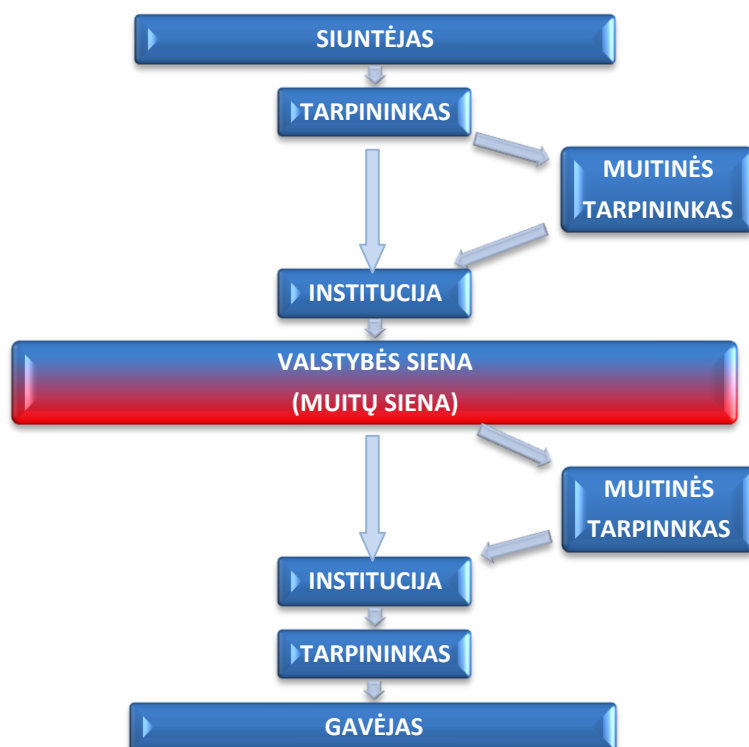 SIUNTĖJAS
TARPININKAS
MUITINĖS
TARPININKAS
INSTITUCIJA
VALSTYBĖS SIENA
(MUITŲ SIENA)
MUITINĖS
TARPINNKAS
INSTITUCIJA
TARPININKAS
GAVĖJAS